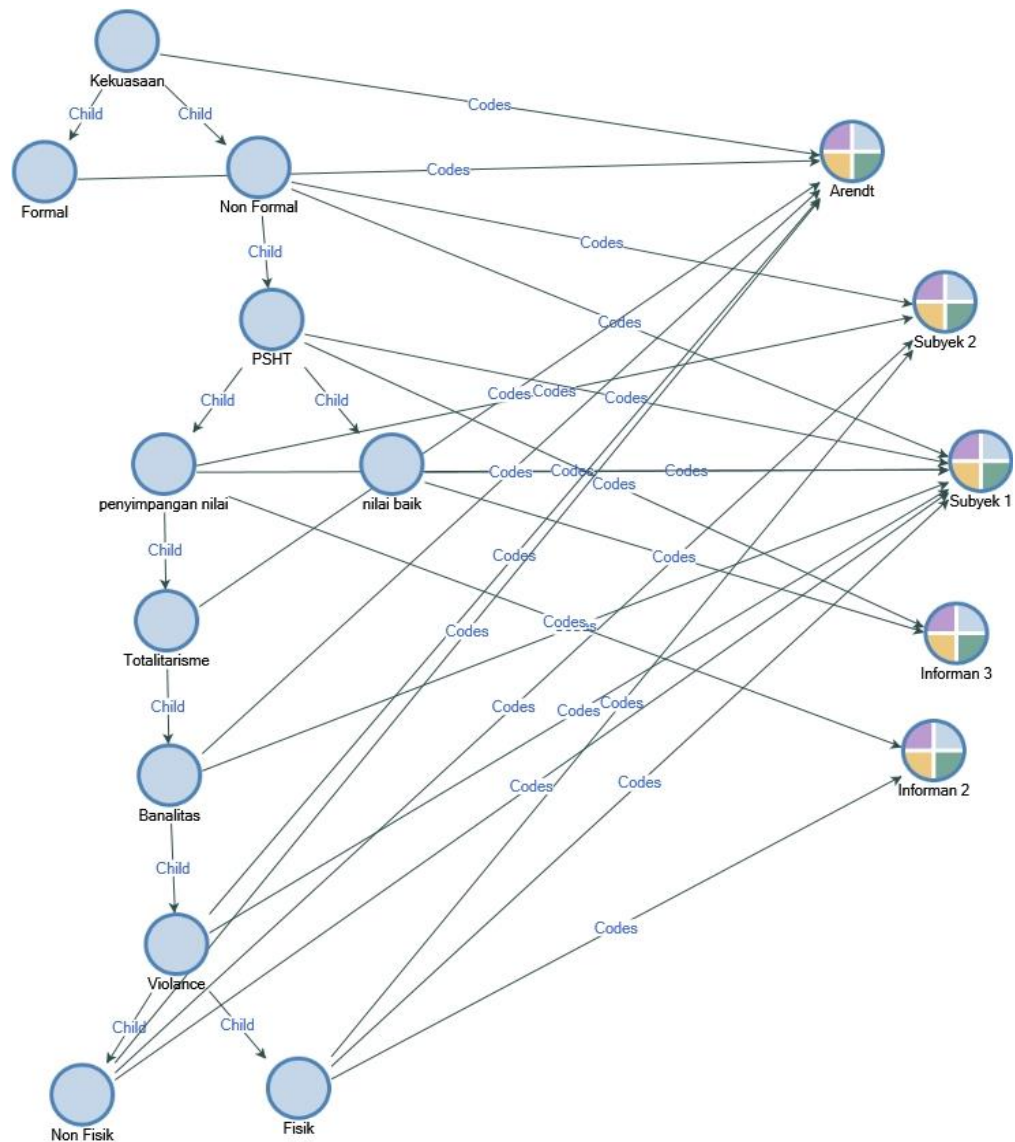 Kekuasaan
Child
Child
Codes
Formal
Non Formal
Codes
Arendt
Child
Codes
Subyek 2
PSHT
Codes
Child
Child
Codes
Codes
Codes
penyimpangan nilai
nilai baik
Codes
Codes
Codes
Codes
Subyek 1
Child
Codes
Codes
Codes
Totalitarisme
Codes
Codes
Informan 3
Child
Banalitas
Codes
Codes
Codes
Informan 2
Codes
Codes
Child
Violance
Codes
Child
Child
Non Fisik
Fisik